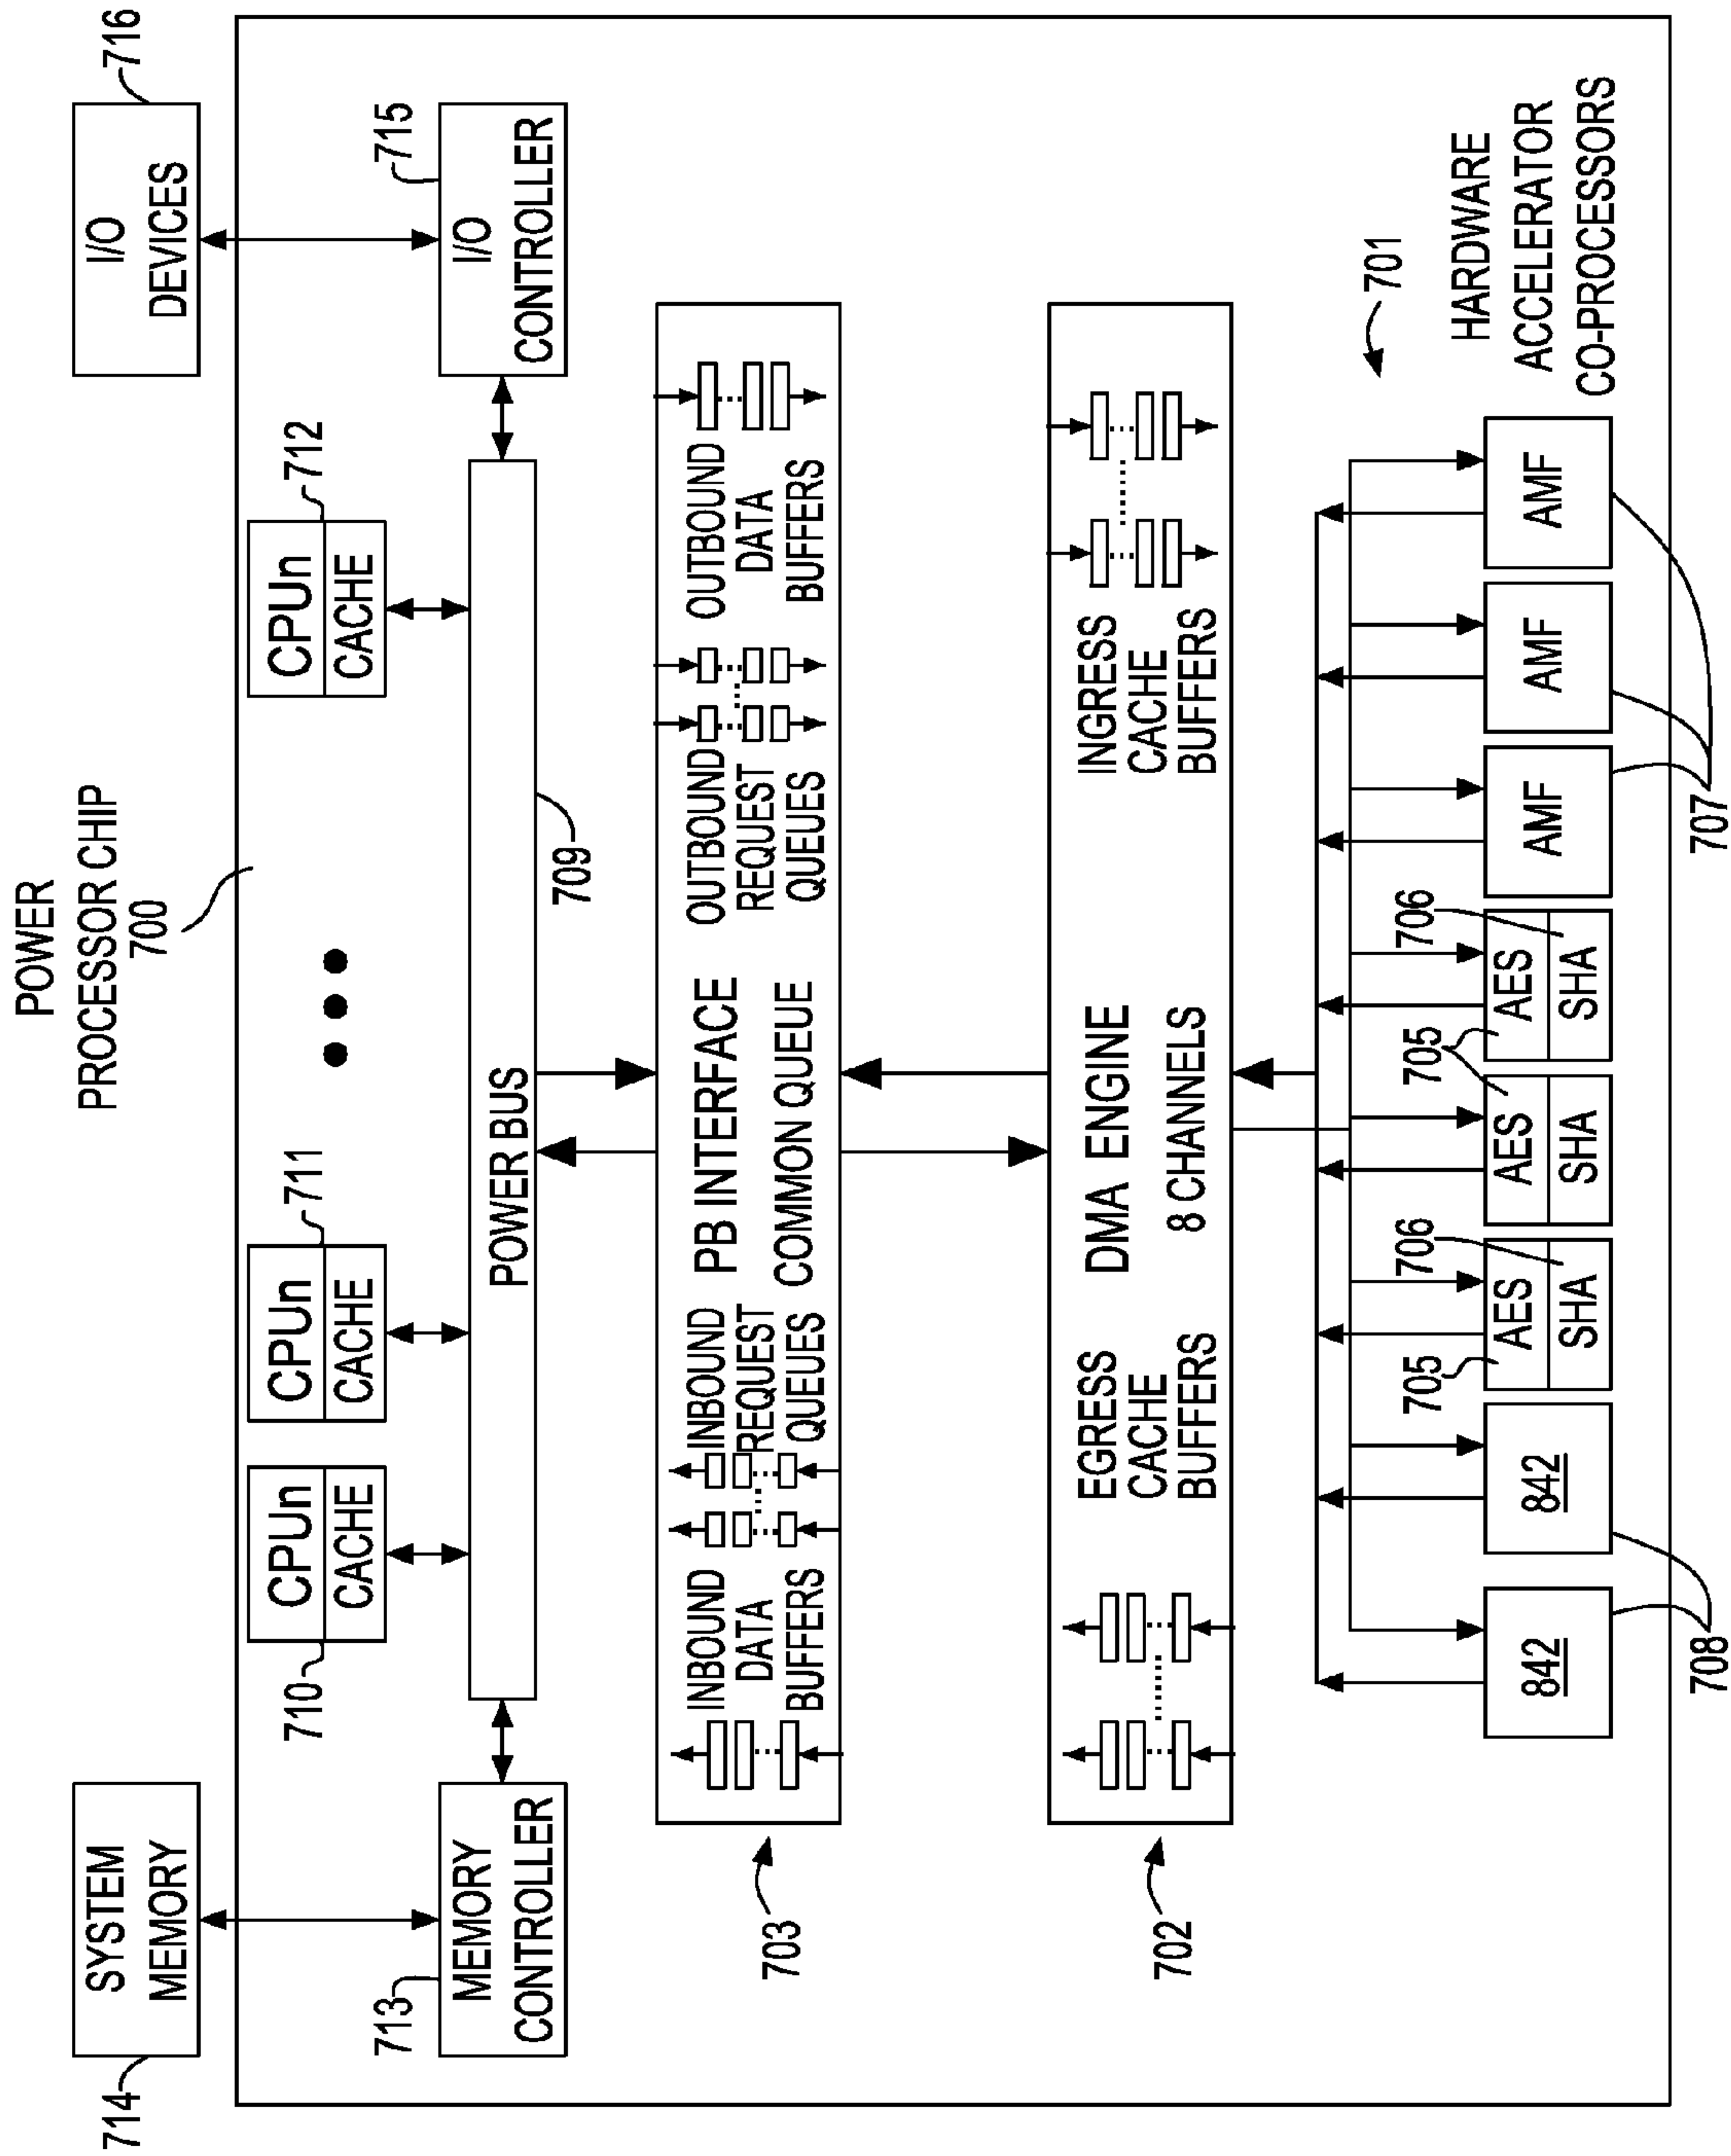 POWER
PROCESSOR CHIP
700
SYSTEM
MEMORY
714
I/O
DEVICES
716
710
CPUn
CACHE
711
CPUn
CACHE
712
CPUn
CACHE
713
MEMORY
CONTROLLER
POWER BUS
709
715
I/O
CONTROLLER
703
INBOUND
DATA
BUFFERS
INBOUND
REQUEST
QUEUES
PB INTERFACE
COMMON QUEUE
OUTBOUND
REQUEST
QUEUES
OUTBOUND
DATA
BUFFERS
702
EGRESS
CACHE
BUFFERS
DMA ENGINE
8 CHANNELS
INGRESS
CACHE
BUFFERS
701
HARDWARE
ACCELERATOR
CO-PROCESSORS
842
842
708
705
706
AES
SHA
AES
SHA
705
706
AES
SHA
AMF
AMF
AMF
707